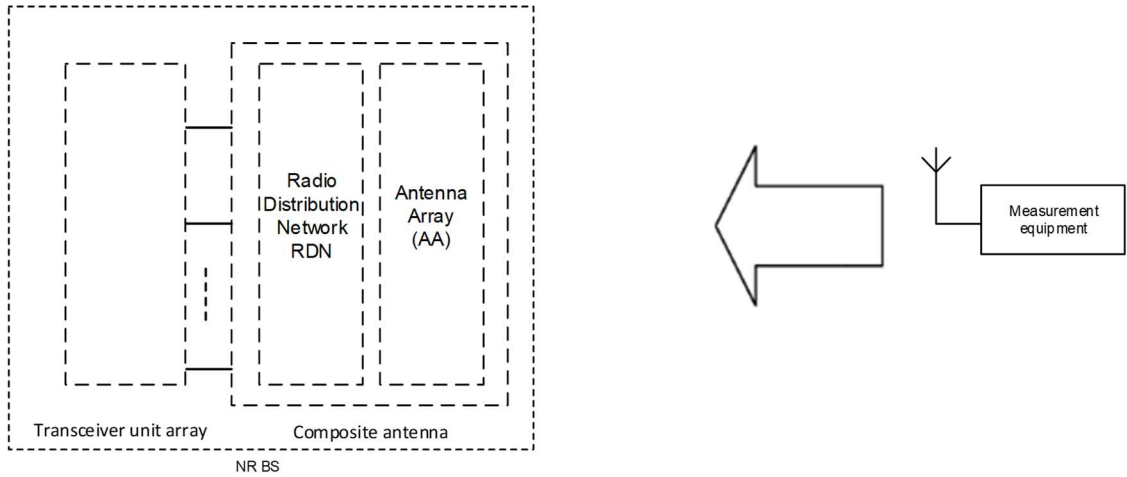 Radio
Distribution
Network
RDN
Antenna
Array
(AA)
Measurement
equipment
Transceiver unit array
Composite antenna
NR BS